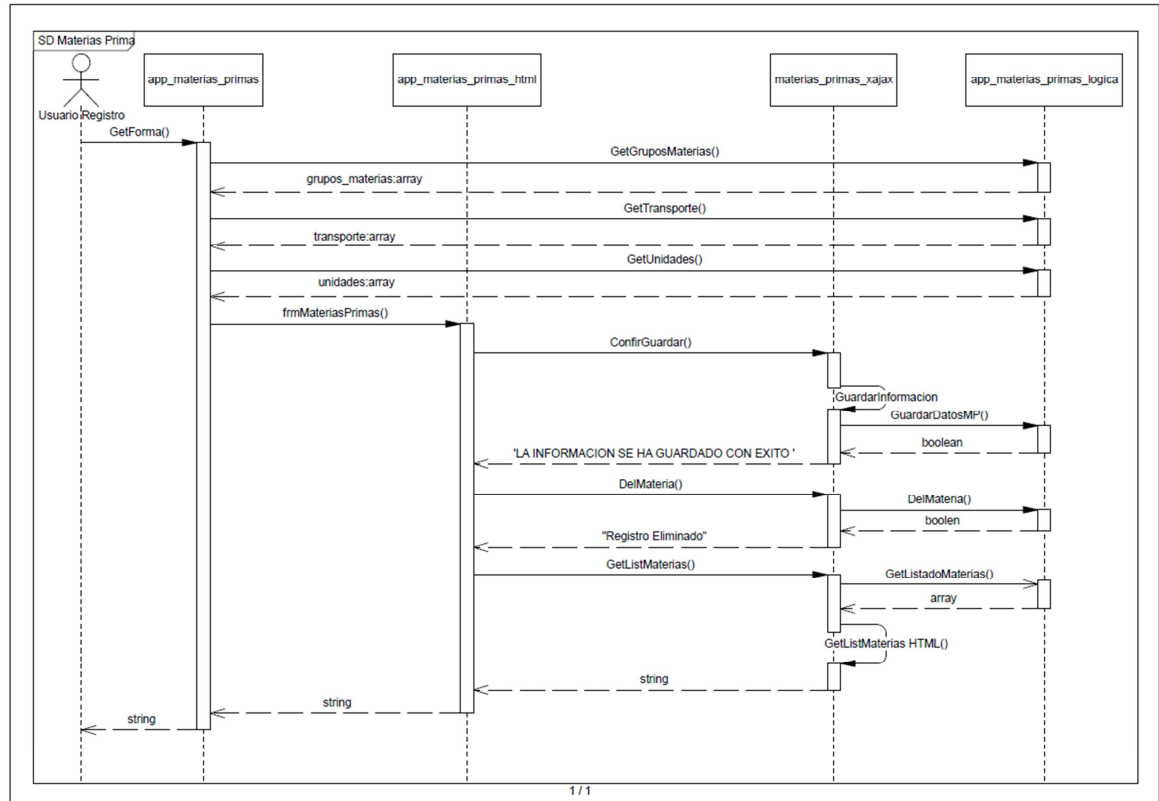 SD Materias Prima
app_materias_primas
app_materias_primas_html
materias_primas_xajax
app_materias_primas_logica
Usuario Registro
GetForma()
GetGruposMaterias()
grupos_materias:array
GetTransporte()
transporte:array
GetUnidades()
unidades:array
frmMateriasPrimas()
ConfirGuardar()
GuardarInformacion
GuardarDatosMP()
boolean
'LA INFORMACION SE HA GUARDADO CON EXITO '
DelMateria()
DelMateria()
boolen
"Registro Eliminado"
GetListMaterias()
GetListadoMaterias()
array
GetListMaterias HTML()
string
string
string
1 / 1